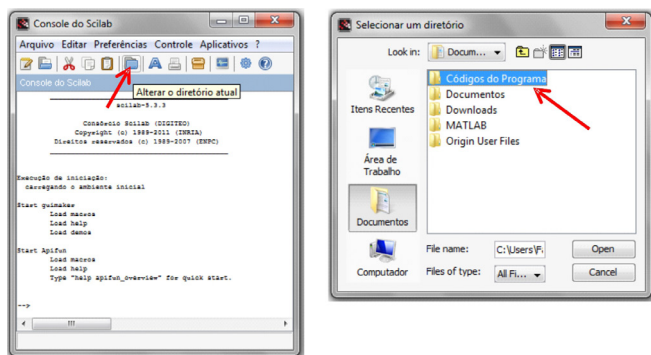 Console do Scilab
Arquivo Editar Preferências Controle Aplicativos ?
Console do Scilab
Alterar o diretório atual
scilab-5.3.3
Consórcio Scilab (DIGITEO)
Copyright (c) 1989-2011 (INRIA)
Direitos reservados (c) 1989-2007 (ENPC)
Execução de iniciação:
carregando o ambiente inicial
Start guimaker
Load macros
Load help
Load demos
Start Apifun
Load macros
Load help
Type "help apifun_overview" for quick start.
-->
Selecionar um diretório
Look in: Docum...
Códigos do Programa
Documentos
Downloads
MATLAB
Origin User Files
Itens Recentes
Área de
Trabalho
Documentos
Computador
File name: C:\Users\F Open
Files of type: All Fi... Cancel